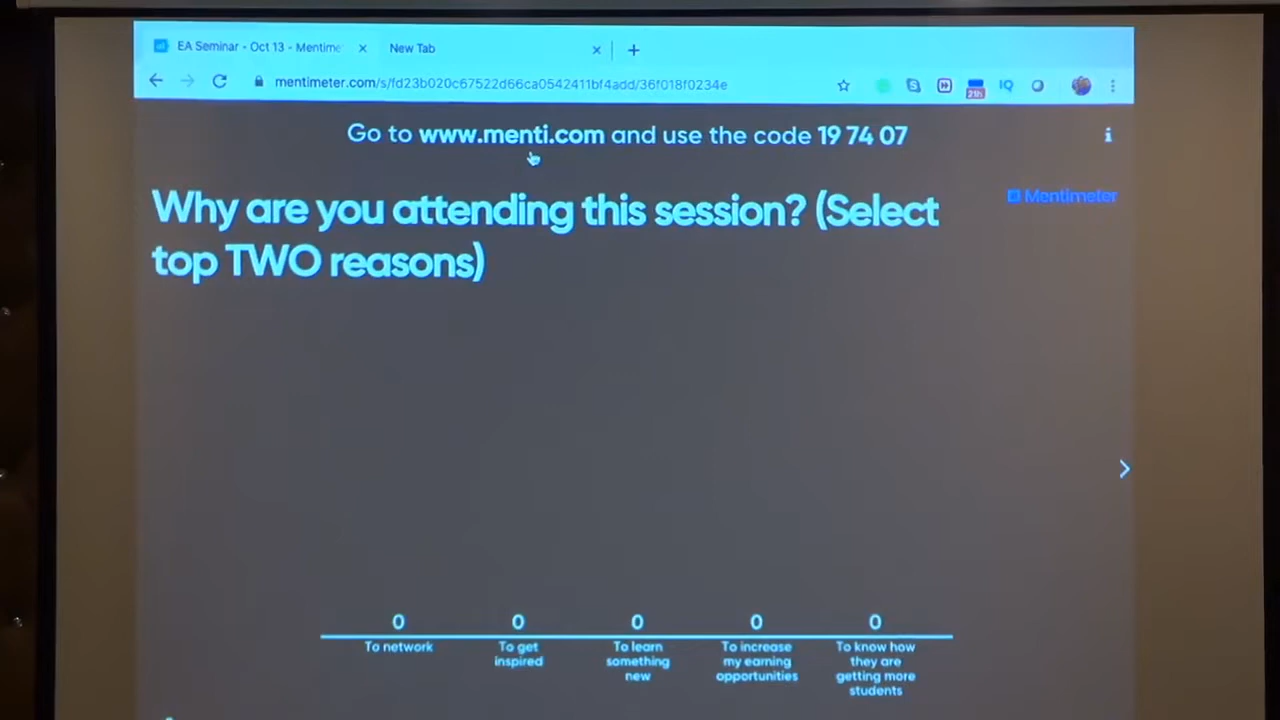 EA Seminar - Oct 13 - Mentime
New Tab
mentimeter.com/s/fd23b020c67522d66ca0542411bf4add/36f018f0234e
21h
IQ
Go to www.menti.com and use the code 19 74 07
i
Mentimeter
Why are you attending this session? (Select
top TWO reasons)
0 0 0 0 0
To network
To get
inspired
To learn
something
new
To increase
my earning
opportunities
To know how
they are
getting more
students